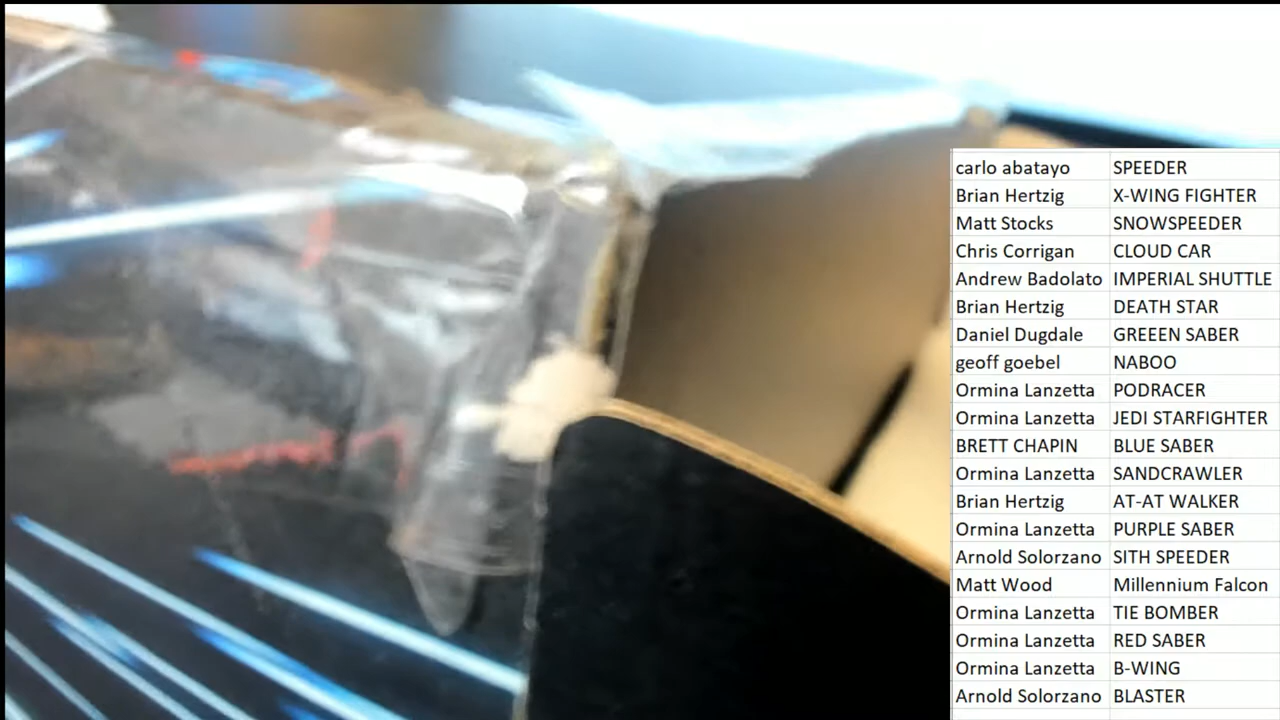 carlo abatayo SPEEDER
Brian Hertzig X-WING FIGHTER
Matt Stocks SNOWSPEEDER
Chris Corrigan CLOUD CAR
Andrew Badolato IMPERIAL SHUTTLE
Brian Hertzig DEATH STAR
Daniel Dugdale GREEEN SABER
geoff goebel NABOO
Ormina Lanzetta PODRACER
Ormina Lanzetta JEDI STARFIGHTER
BRETT CHAPIN BLUE SABER
Ormina Lanzetta SANDCRAWLER
Brian Hertzig AT-AT WALKER
Ormina Lanzetta PURPLE SABER
Arnold Solorzano SITH SPEEDER
Matt Wood Millennium Falcon
Ormina Lanzetta TIE BOMBER
Ormina Lanzetta RED SABER
Ormina Lanzetta B-WING
Arnold Solorzano BLASTER